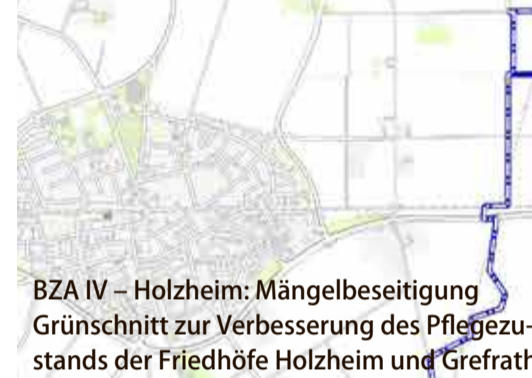 BZA IV – Holzheim: Mängelbeseitigung
Grünschnitt zur Verbesserung des Pflegezu-
stands der Friedhöfe Holzheim und Grefrath